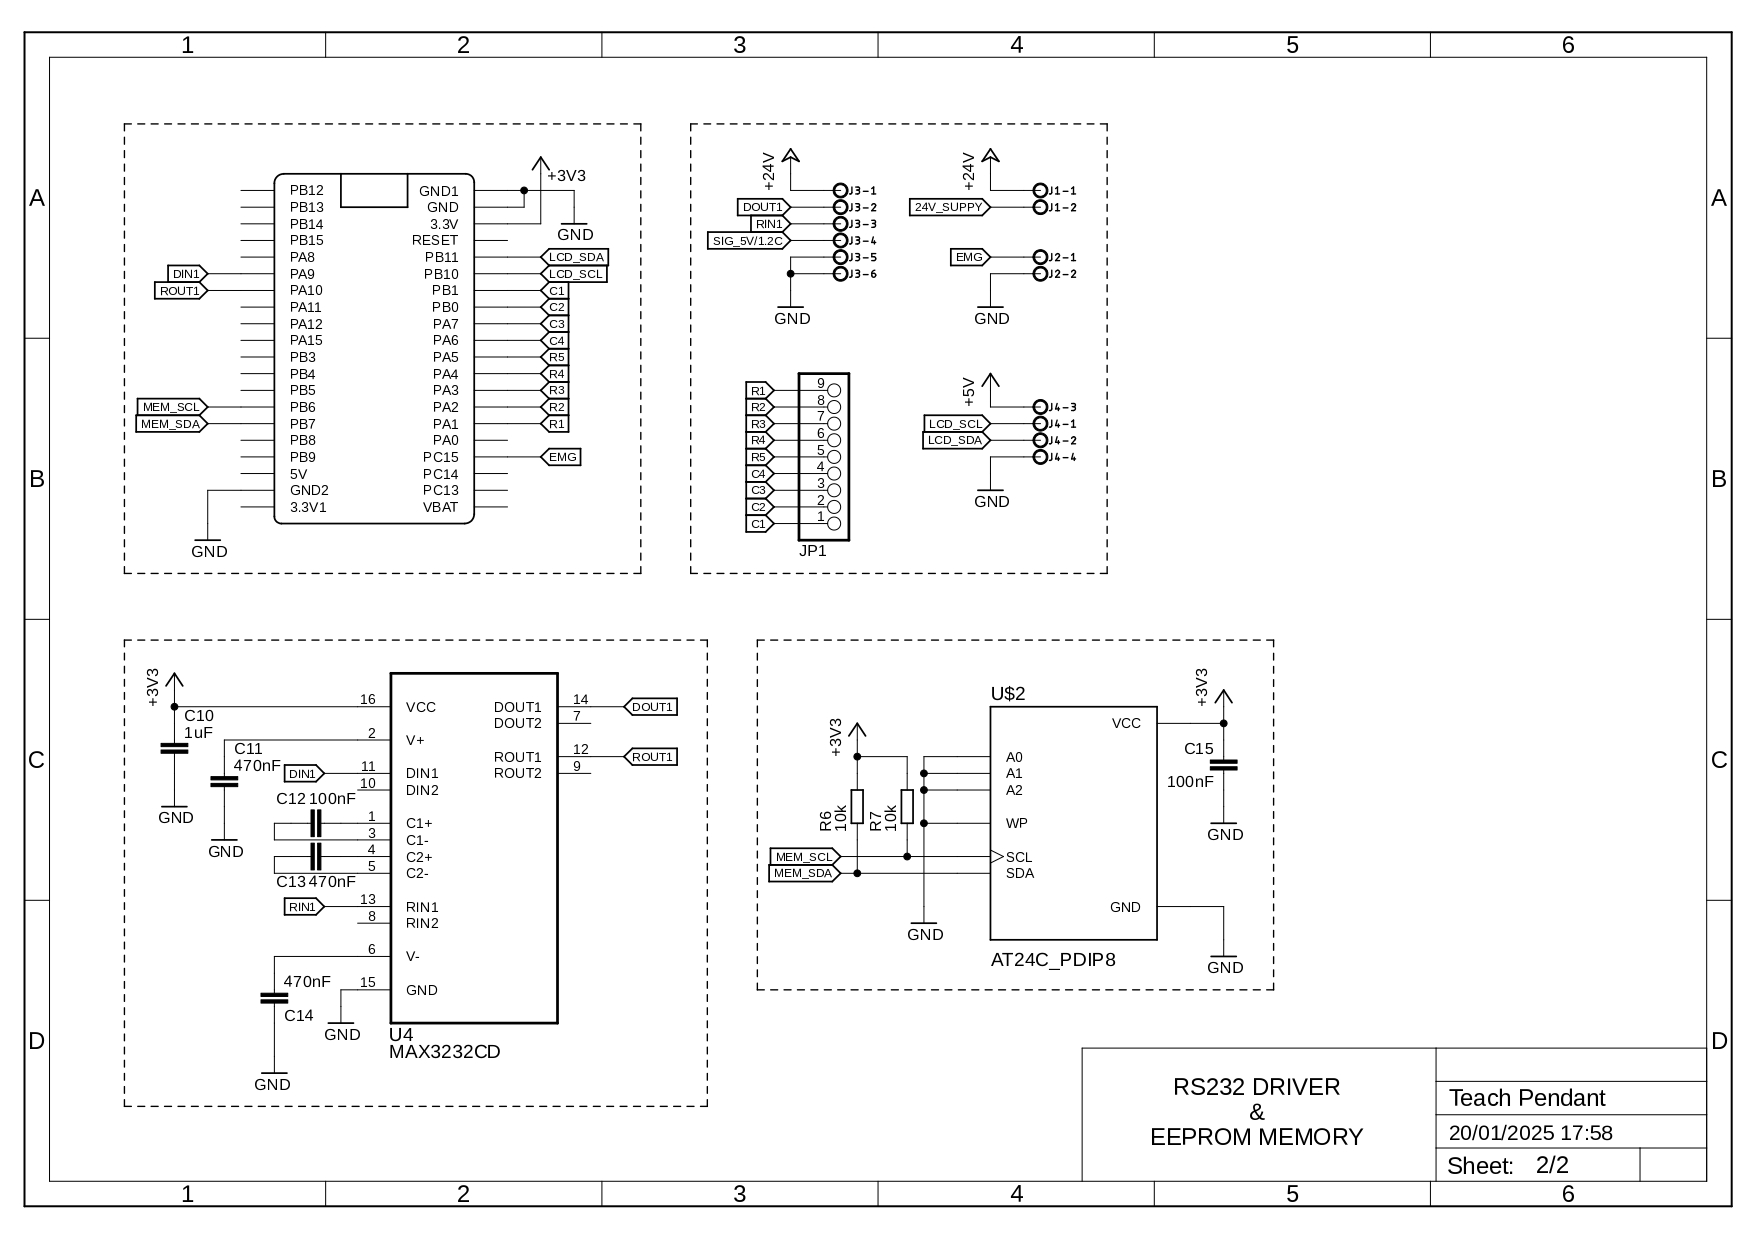 1 2 3 4 5 6
A A
B B
C C
D D
PB12
PB13
PB14
PB15
PA8
DIN1 PA9
ROUT1 PA10
PA11
PA12
PA15
PB3
PB4
PB5
MEM_SCL PB6
MEM_SDA PB7
PB8
PB9
5V
GND2
3.3V1
GND
+3V3
GND1
GND
3.3V
GND
RESET
PB11 LCD_SDA
PB10 LCD_SCL
PB1 C1
PB0 C2
PA7 C3
PA6 C4
PA5 R5
PA4 R4
PA3 R3
PA2 R2
PA1 R1
PA0
PC15 EMG
PC14
PC13
VBAT
+24V
J3-1
DOUT1 J3-2
RIN1 J3-3
SIG_5V/1.2C J3-4
J3-5
J3-6
GND
+24V
J1-1
24V_SUPPY J1-2
EMG J2-1
J2-2
GND
R1 9
R2 8
R3 7
R4 6
R5 5
C4 4
C3 3
C2 2
C1 1
JP1
+5V
J4-3
LCD_SCL J4-1
LCD_SDA J4-2
J4-4
GND
+3V3
C10
1uF
GND
C11
470nF
GND
16 VCC
2 V+
DIN1 11 DIN1
10 DIN2
C12 100nF
1 C1+
3 C1-
4 C2+
5 C2-
C13 470nF
RIN1 13 RIN1
8 RIN2
6 V-
470nF
C14
GND
15 GND
GND
DOUT1 14 DOUT1
DOUT2 7
ROUT1 12 ROUT1
ROUT2 9
U4
MAX3232CD
U$2
+3V3
R6
10k
R7
10k
MEM_SCL
MEM_SDA
A0
A1
A2
WP
SCL
SDA
GND
VCC
GND
+3V3
C15
100nF
GND
GND
AT24C_PDIP8
RS232 DRIVER
&
EEPROM MEMORY
Teach Pendant
20/01/2025 17:58
Sheet: 2/2
1 2 3 4 5 6